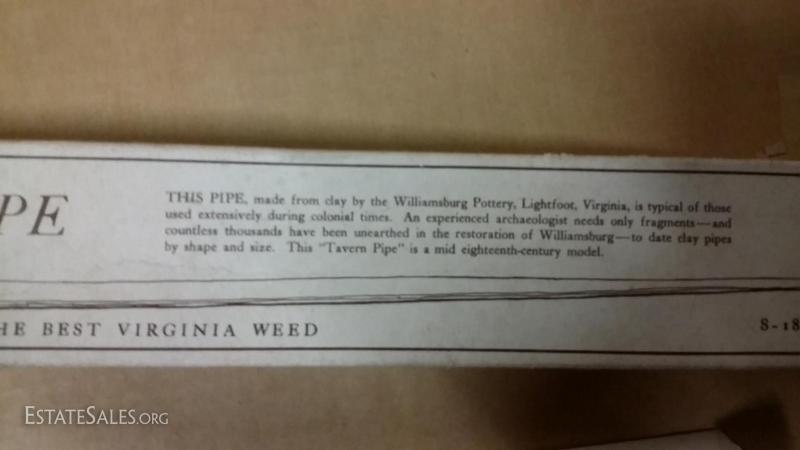 PE
THIS PIPE, made from clay by the Williamsburg Pottery, Lightfoot, Virginia, is typical of those
used extensively during colonial times. An experienced archaeologist needs only fragments—and
countless thousands have been unearthed in the restoration of Williamsburg—to date clay pipes
by shape and size. This "Tavern Pipe" is a mid eighteenth-century model.
HE BEST VIRGINIA WEED
S-18
ESTATESALES.ORG